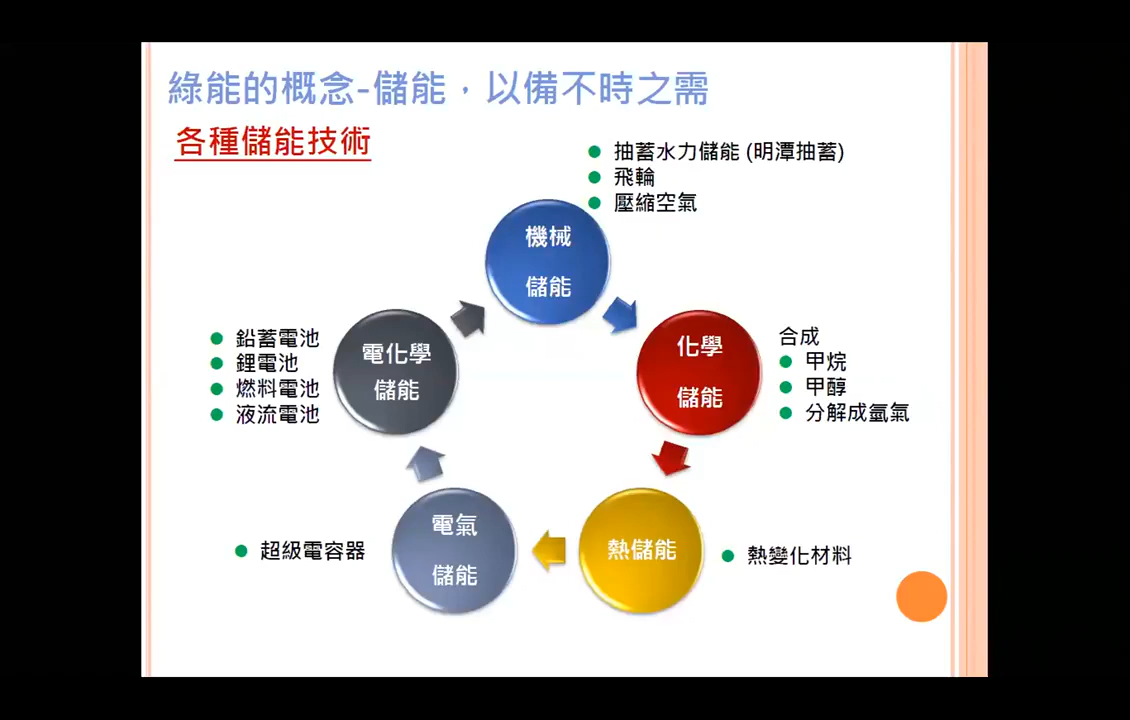 綠能的概念-儲能，以備不時之需
各種儲能技術
抽蓄水力儲能 (明潭抽蓄)
飛輪
壓縮空氣
機械
儲能
化學
儲能
合成
甲烷
甲醇
分解成氫氣
熱儲能
熱變化材料
電氣
儲能
超級電容器
電化學
儲能
鉛蓄電池
鋰電池
燃料電池
液流電池